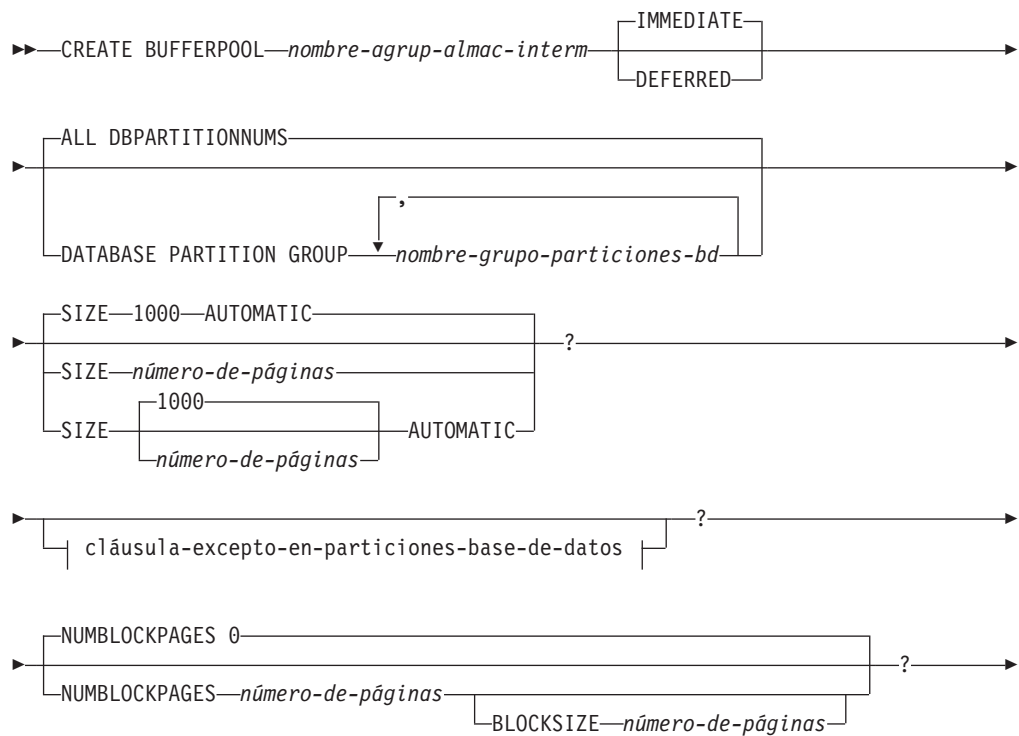 IMMEDIATE
CREATE BUFFERPOOL nombre-agrup-almac-interm
DEFERRED
ALL DBPARTITIONNUMS
,
DATABASE PARTITION GROUP nombre-grupo-particiones-bd
SIZE 1000 AUTOMATIC
?
SIZE número-de-páginas
1000
SIZE AUTOMATIC
número-de-páginas
?
cláusula-excepto-en-particiones-base-de-datos
NUMBLOCKPAGES 0
?
NUMBLOCKPAGES número-de-páginas
BLOCKSIZE número-de-páginas